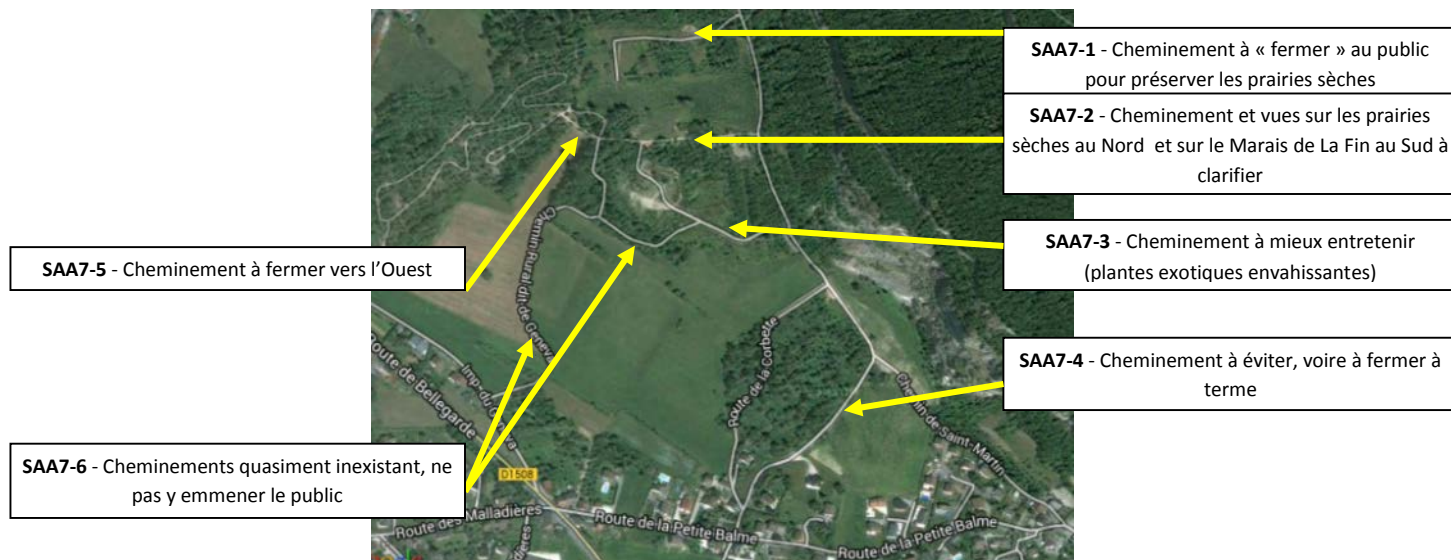 SAA7-1 - Cheminement à « fermer » au public
pour préserver les prairies sèches
SAA7-2 - Cheminement et vues sur les prairies
sèches au Nord et sur le Marais de La Fin au Sud à
clarifier
SAA7-3 - Cheminement à mieux entretenir
(plantes exotiques envahissantes)
SAA7-4 - Cheminement à éviter, voire à fermer à
terme
SAA7-5 - Cheminement à fermer vers l'Ouest
SAA7-6 - Cheminements quasiment inexistant, ne
pas y emmener le public
Chemin Rural dit de Geneva
Route de Bellegarde
Imp. du Geneva
Route de la Corbette
Chemin de Saint-Martin
D1508
Route des Malladières
Route de la Petite Balme
Route de la Petite Balme